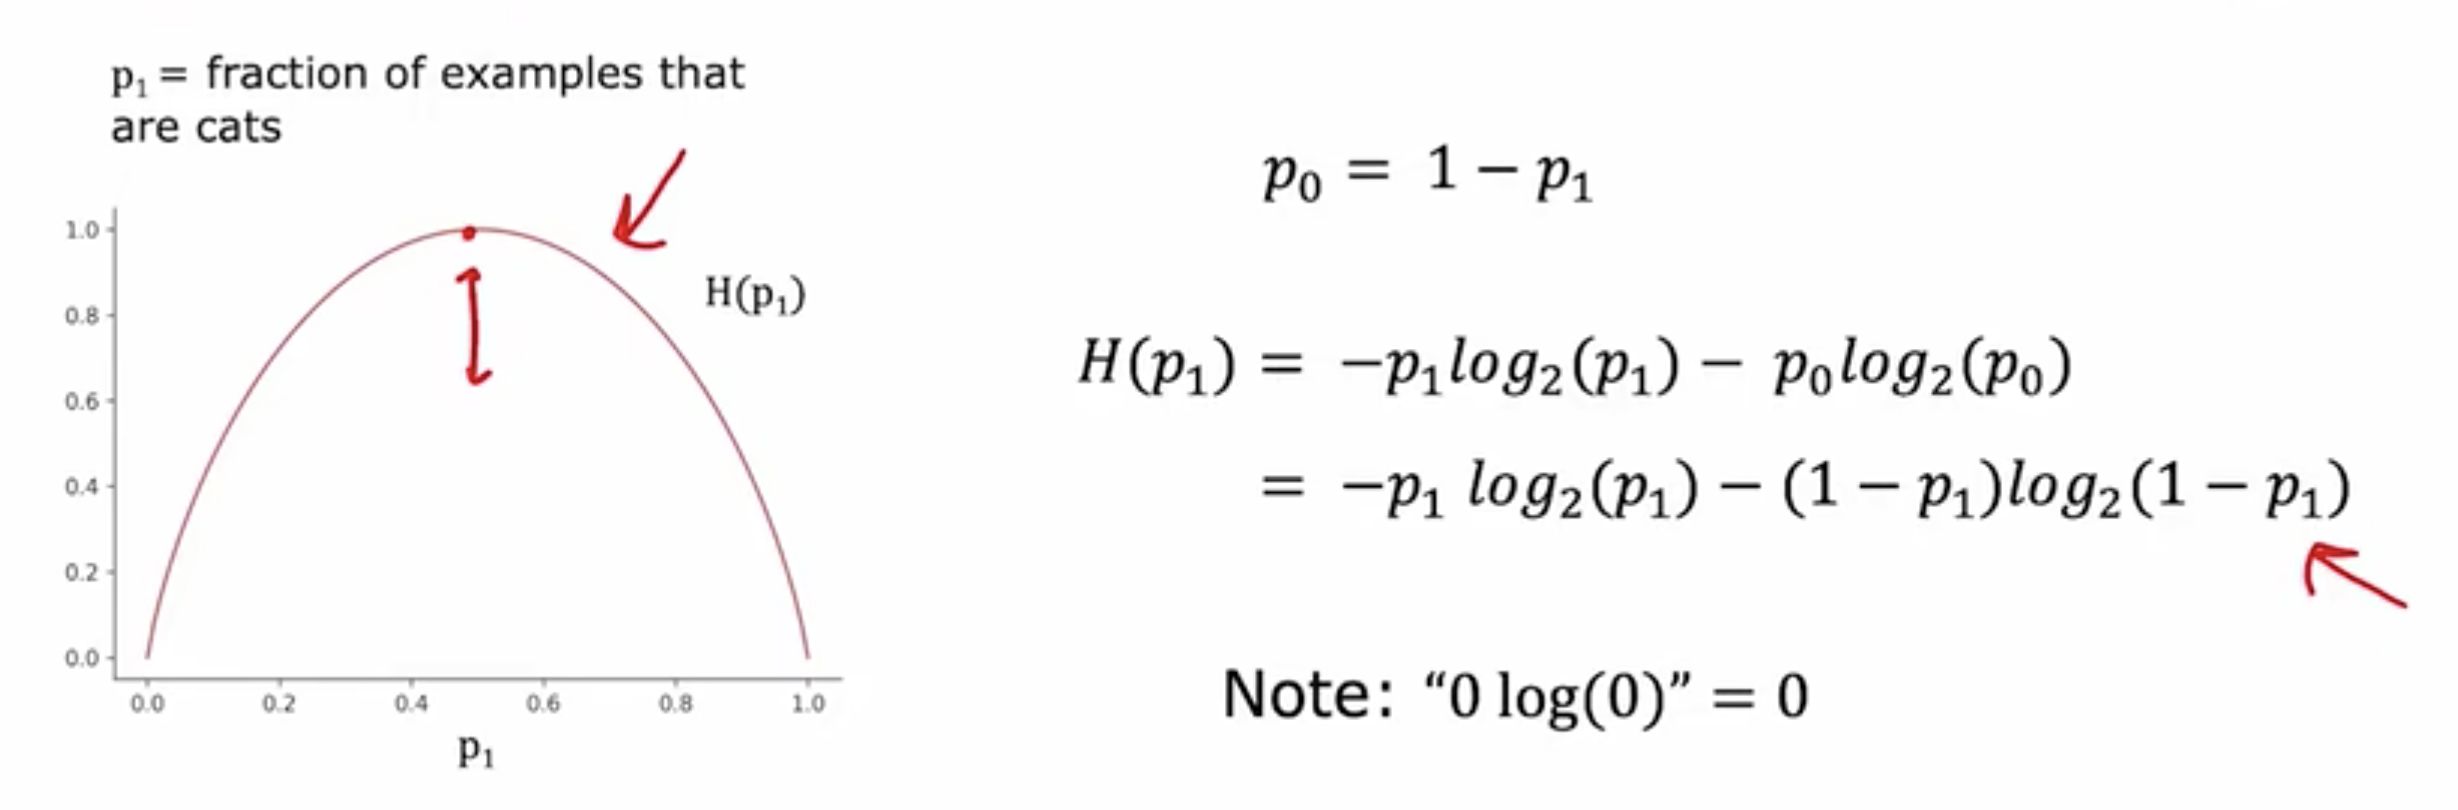 p₁ = fraction of examples that
are cats
1.0
0.8
0.6
0.4
0.2
0.0
0.0 0.2 0.4 0.6 0.8 1.0
p₁
H(p₁)
p₀ = 1 − p₁
H(p₁) = −p₁log₂(p₁) − p₀log₂(p₀)
= −p₁ log₂(p₁) − (1 − p₁)log₂(1 − p₁)
Note: “0 log(0)” = 0